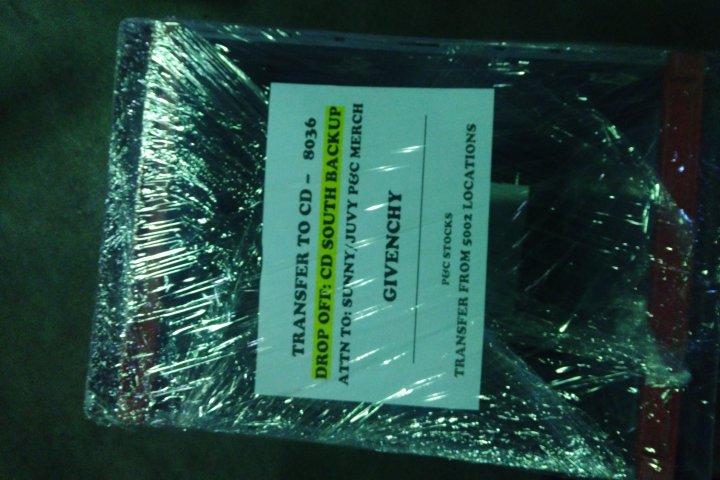 TRANSFER TO CD – 8036
DROP OFF: CD SOUTH BACKUP
ATTN TO: SUNNY/JUVY P&C MERCH
GIVENCHY
P&C STOCKS
TRANSFER FROM 5002 LOCATIONS